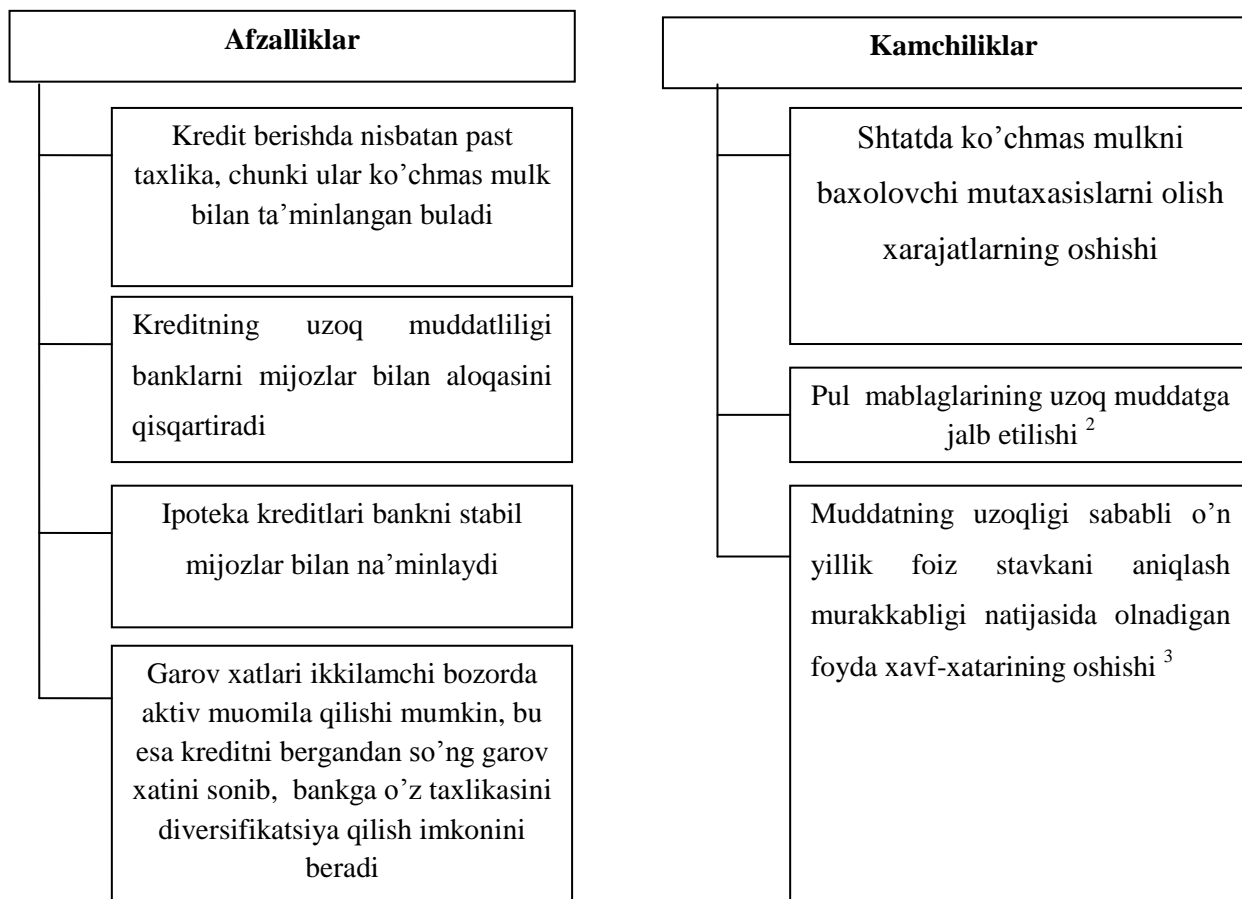 Afzalliklar
Kredit berishda nisbatan past
taxlika, chunki ular ko’chmas mulk
bilan ta’minlangan buladi
Kreditning uzoq muddatliligi
banklarni mijozlar bilan aloqasini
qisqartiradi
Ipoteka kreditlari bankni stabil
mijozlar bilan na’minlaydi
Garov xatlari ikkilamchi bozorda
aktiv muomila qilishi mumkin, bu
esa kreditni bergandan so’ng garov
xatini sonib, bankga o’z taxlikasini
diversifikatsiya qilish imkonini
beradi
Kamchiliklar
Shtatda ko’chmas mulkni
baxolovchi mutaxasislarni olish
xarajatlarning oshishi
Pul mablaglarining uzoq muddatga
jalb etilishi ²
Muddatning uzoqligi sababli o’n
yillik foiz stavkani aniqlash
murakkabligi natijasida olnadigan
foyda xavf-xatarining oshishi ³